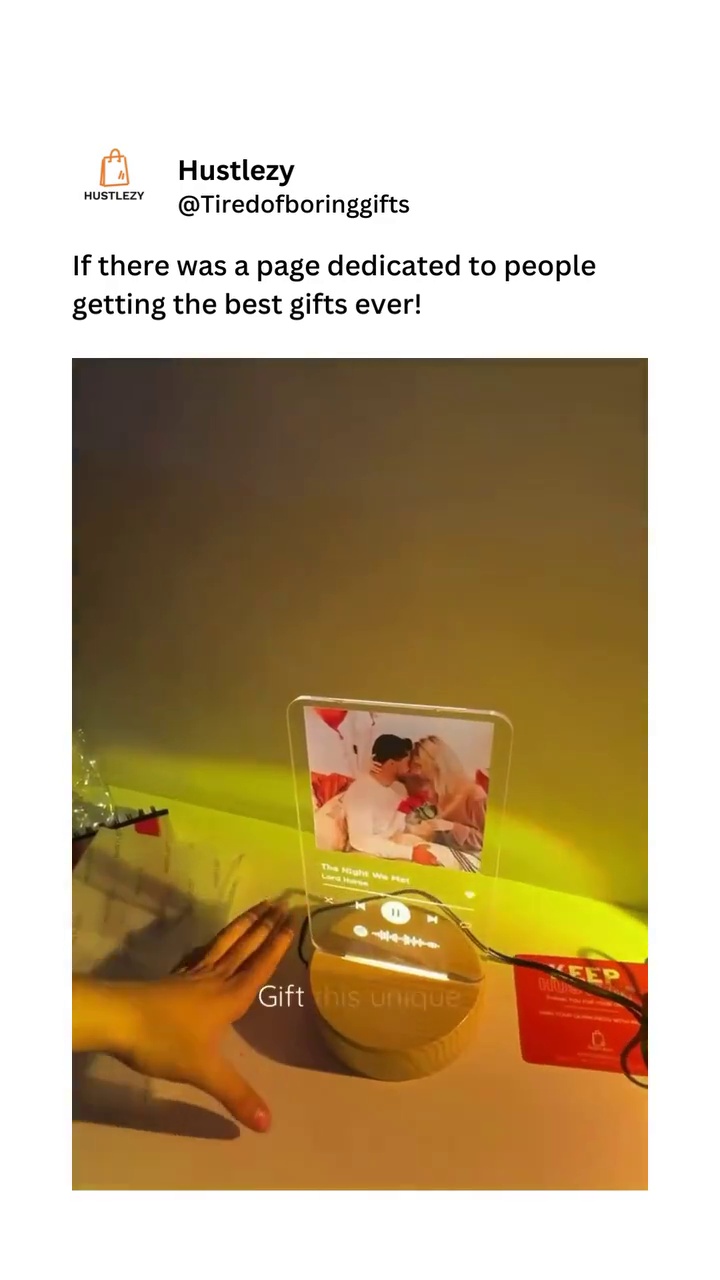 HUSTLEZY
Hustlezy
@Tiredofboringgifts
If there was a page dedicated to people
getting the best gifts ever!
The Night We Met
Lord Huron
Gift this unique
KEEP